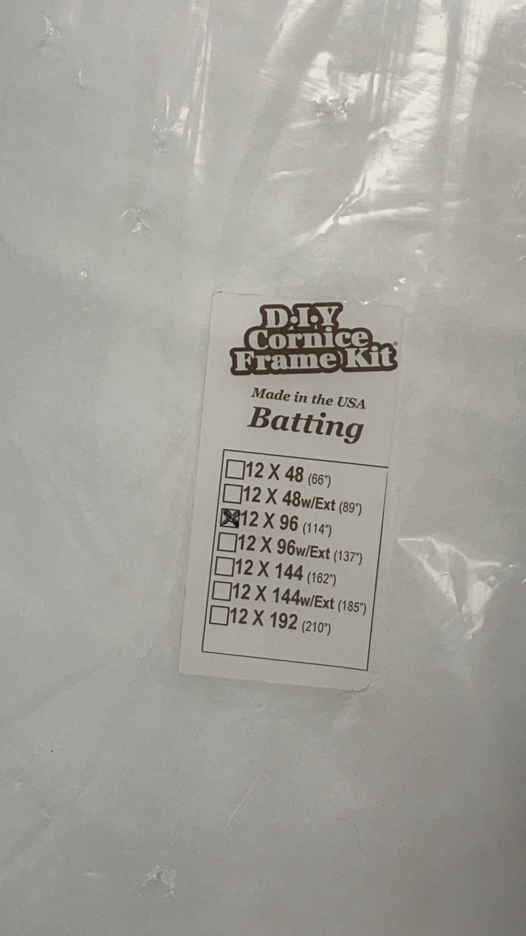 D.I.Y
Cornice
Frame Kit®
Made in the USA
Batting
12 X 48 (66")
12 X 48w/Ext (89")
12 X 96 (114")
12 X 96w/Ext (137")
12 X 144 (162")
12 X 144w/Ext (185")
12 X 192 (210")